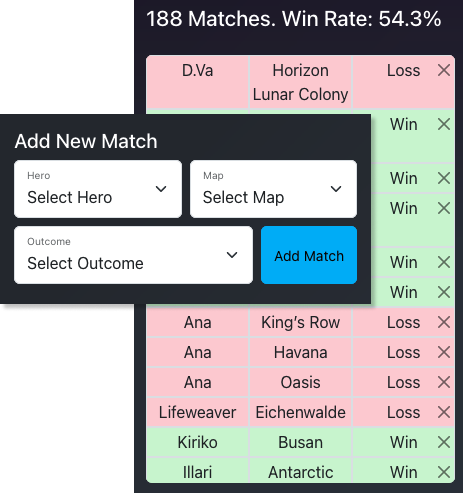 188 Matches. Win Rate: 54.3%
D.Va Horizon Loss
Lunar Colony
Win
Add New Match
Hero
Select Hero
Map
Select Map
Win
Win
Outcome
Select Outcome
Add Match
Win
Win
Ana King's Row Loss
Ana Havana Loss
Ana Oasis Loss
Lifeweaver Eichenwalde Loss
Kiriko Busan Win
Illari Antarctic Win